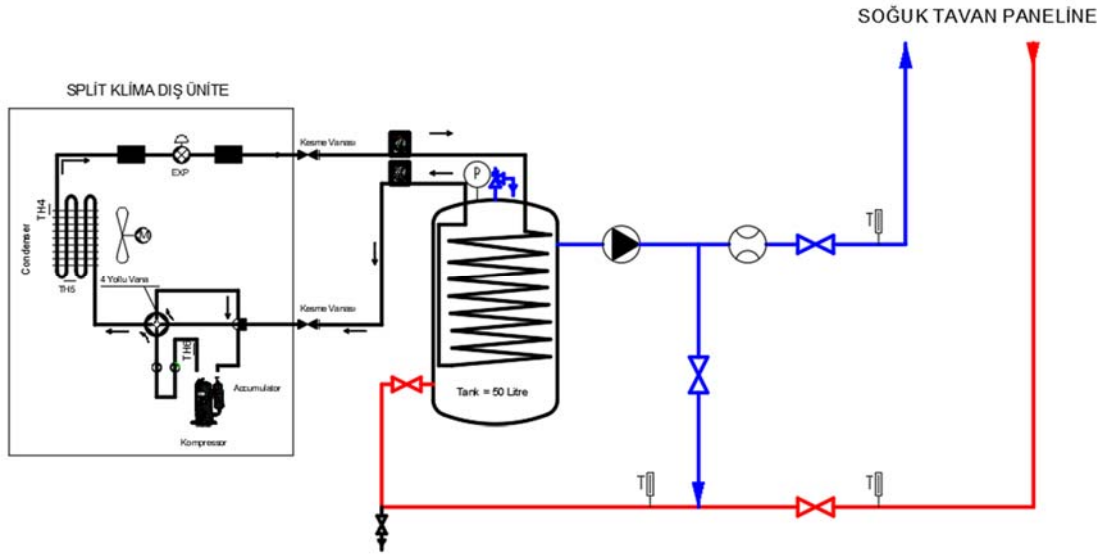 SOĞUK TAVAN PANELİNE
SPLİT KLİMA DIŞ ÜNİTE
Kesme Vanası
EXP
P
TH4
M
T
Condenser
TH5
4 Yollu Vana
Kesme Vanası
TH6
Accumulator
Tank = 50 Litre
Kompressor
T
T